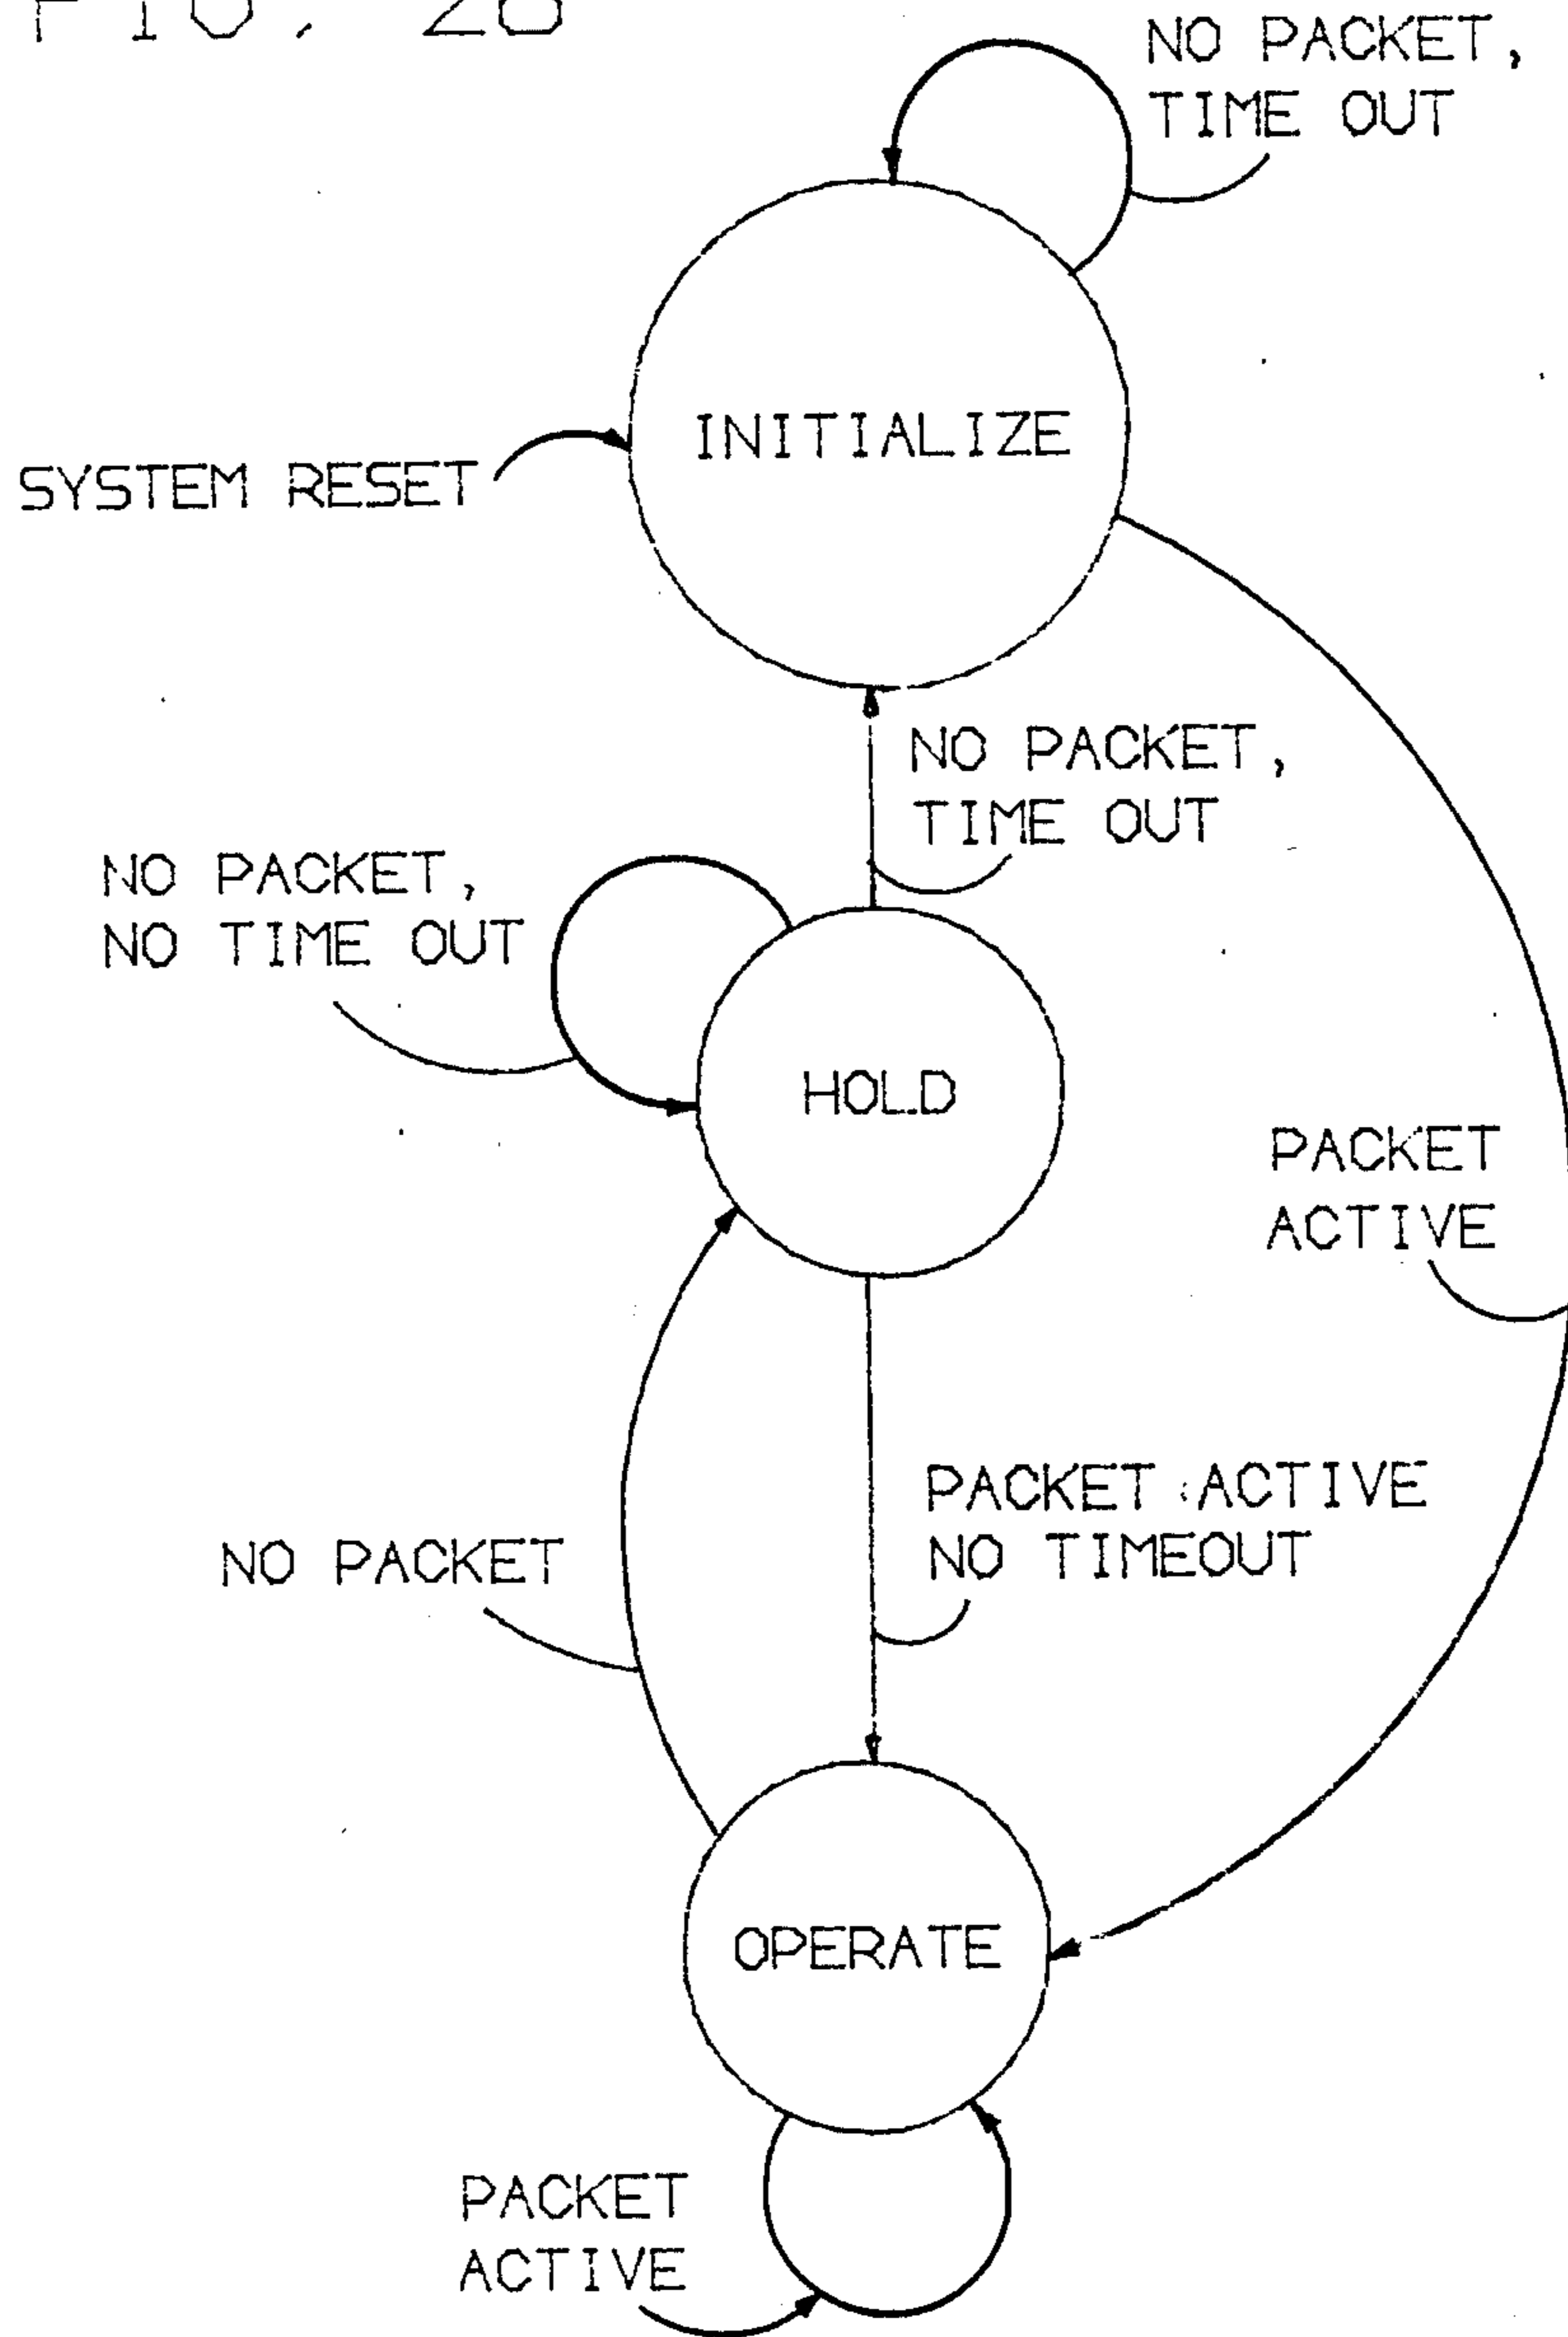 NO PACKET,
TIME OUT
INITIALIZE
SYSTEM RESET
NO PACKET,
TIME OUT
NO PACKET,
NO TIME OUT
HOLD
PACKET
ACTIVE
PACKET ACTIVE
NO TIMEOUT
NO PACKET
OPERATE
PACKET
ACTIVE